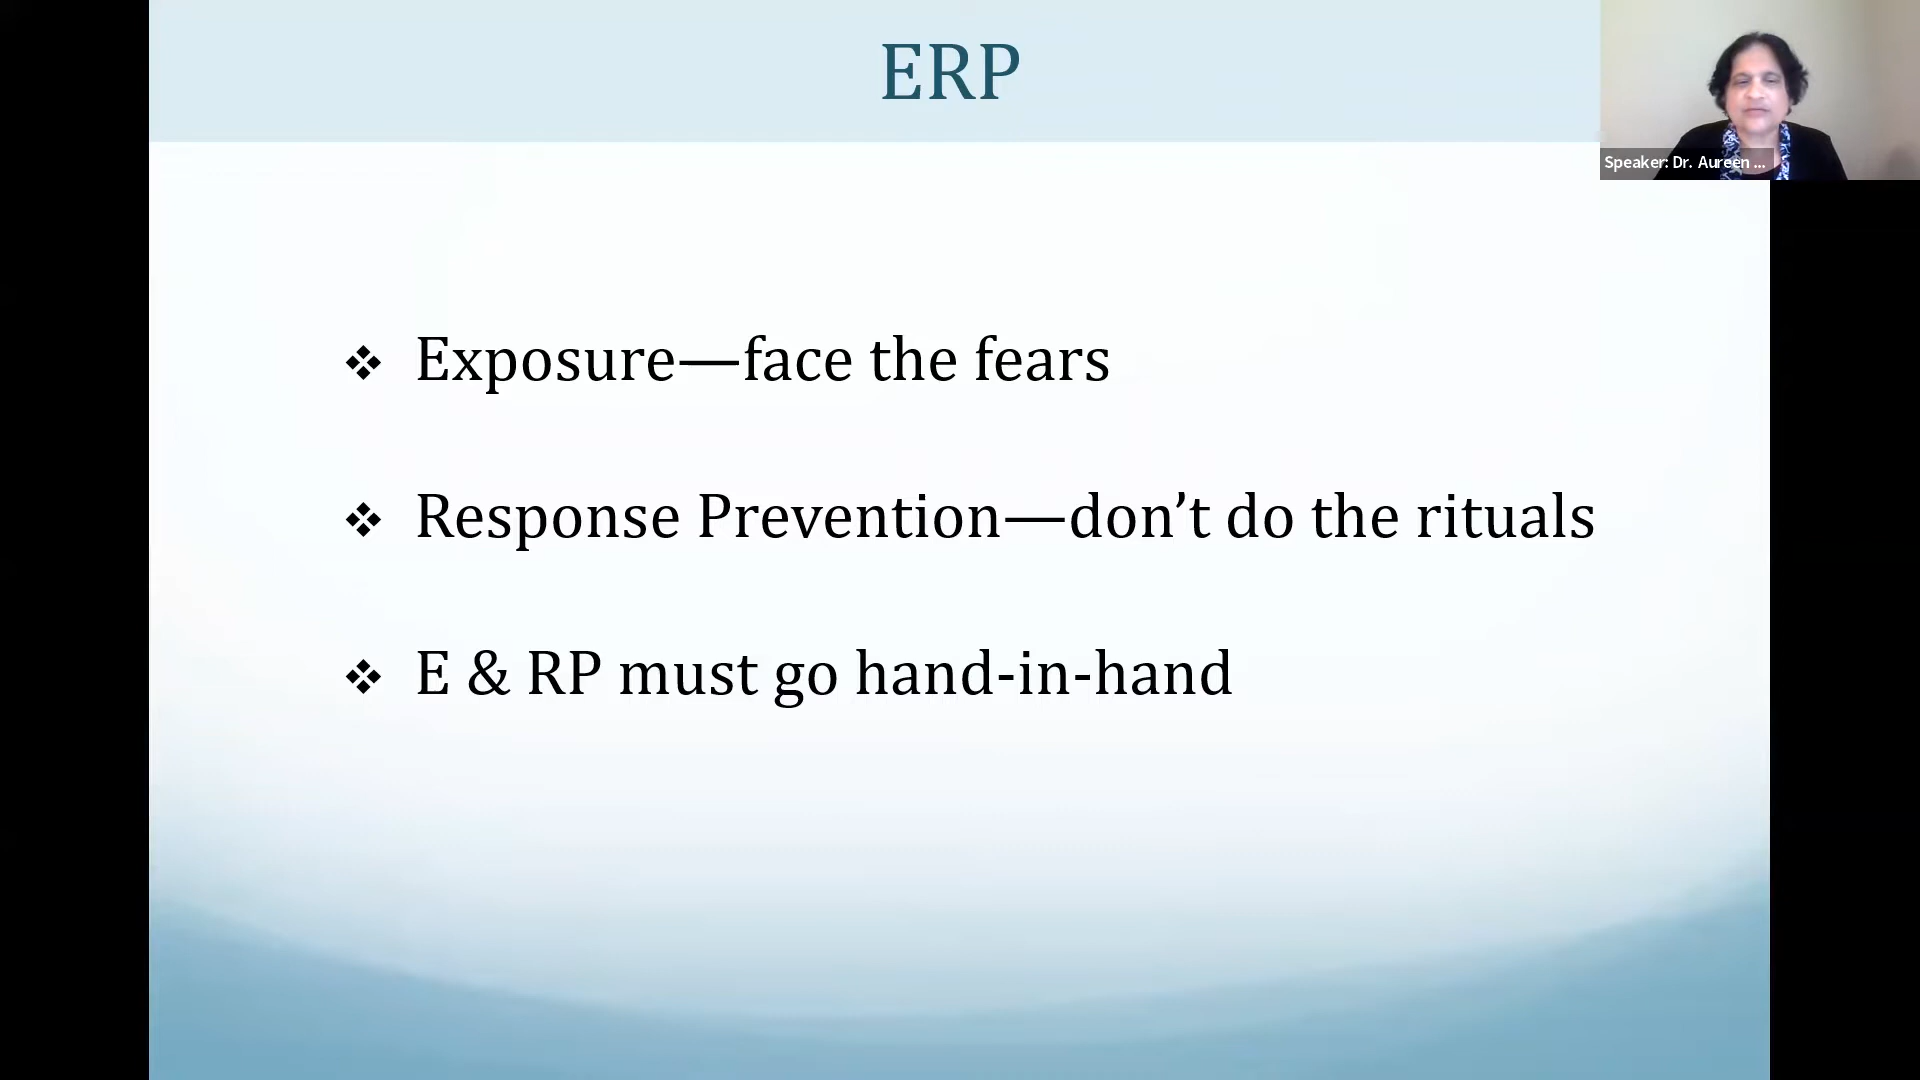 ERP
Speaker: Dr. Aureen ...
❖ Exposure—face the fears
❖ Response Prevention—don’t do the rituals
❖ E & RP must go hand-in-hand